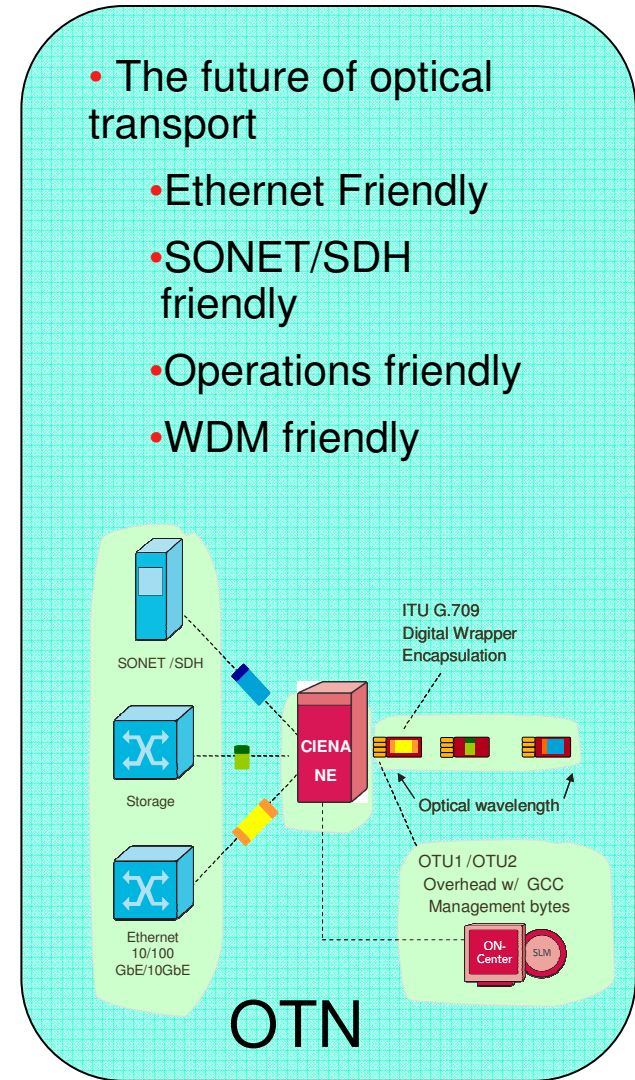 • The future of optical
transport
•Ethernet Friendly
•SONET/SDH
friendly
•Operations friendly
•WDM friendly
SONET /SDH
Storage
Ethernet
10/100
GbE/10GbE
CIENA
NE
ITU G.709
Digital Wrapper
Encapsulation
Optical wavelength
OTU1 /OTU2
Overhead w/ GCC
Management bytes
ON-
Center
SLM
OTN